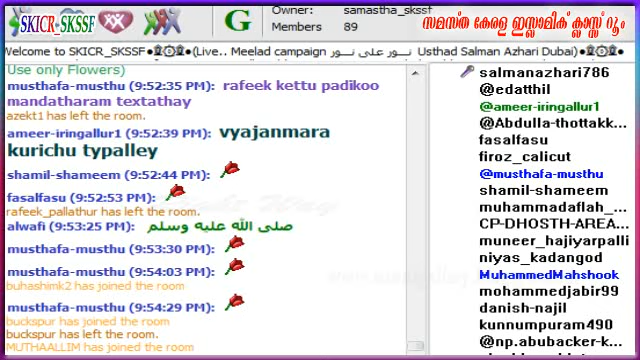 SKICR_SKSSF
G
Owner: samastha_skssf
Members 89
സമസ്ത കേരള ഇസ്ലാമിക് ക്ലാസ്സ് റൂം
Welcome to SKICR_SKSSF●۩۞۩●(Live.. Meelad campaign نــور على نــور Usthad Salman Azhari Dubai)●۩۞۩●
Use only Flowers)
musthafa-musthu (9:52:35 PM): rafeek kettu padikoo
mandatharam textathay
azekt1 has left the room.
ameer-iringallur1 (9:52:39 PM): vyajanmara
kurichu typalley
shamil-shameem (9:52:44 PM):
fasalfasu (9:52:53 PM):
rafeek_pallathur has left the room.
alwafi (9:53:25 PM): صلى الله عليه وسلم
musthafa-musthu (9:53:30 PM):
musthafa-musthu (9:54:03 PM):
buhashimk2 has joined the room
musthafa-musthu (9:54:29 PM):
buckspur has joined the room
buckspur has left the room.
MUTHAALLIM has joined the room
salmanazhari786
@edatthil
@ameer-iringallur1
@Abdulla-thottakk...
fasalfasu
firoz_calicut
@musthafa-musthu
shamil-shameem
muhammadaflah_...
CP-DHOSTH-AREA...
muneer_hajiyarpalli
niyas_kadangod
MuhammedMahshook
mohammedjabir99
danish-najil
kunnumpuram490
@np.abubacker-k...